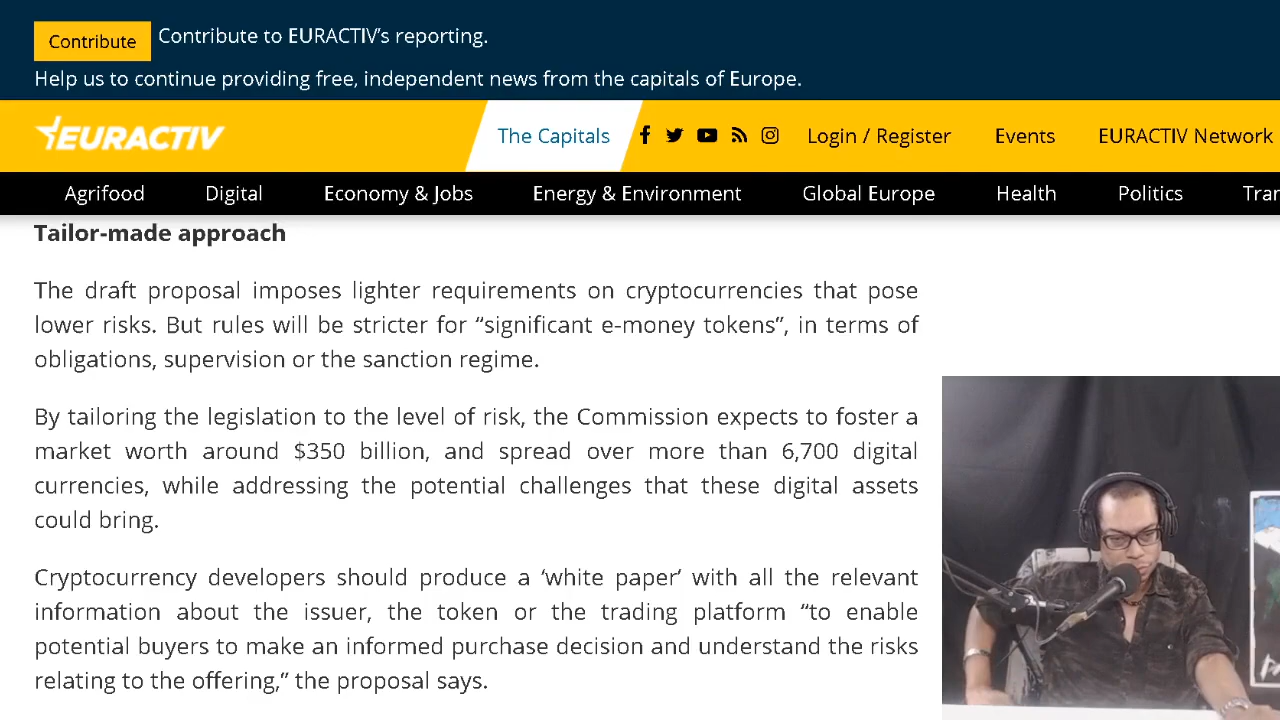 Contribute Contribute to EURACTIV’s reporting.
Help us to continue providing free, independent news from the capitals of Europe.
EURACTIV The Capitals Login / Register Events EURACTIV Network
Agrifood Digital Economy & Jobs Energy & Environment Global Europe Health Politics Tran
Tailor-made approach
The draft proposal imposes lighter requirements on cryptocurrencies that pose
lower risks. But rules will be stricter for “significant e-money tokens”, in terms of
obligations, supervision or the sanction regime.
By tailoring the legislation to the level of risk, the Commission expects to foster a
market worth around $350 billion, and spread over more than 6,700 digital
currencies, while addressing the potential challenges that these digital assets
could bring.
Cryptocurrency developers should produce a ‘white paper’ with all the relevant
information about the issuer, the token or the trading platform “to enable
potential buyers to make an informed purchase decision and understand the risks
relating to the offering,” the proposal says.